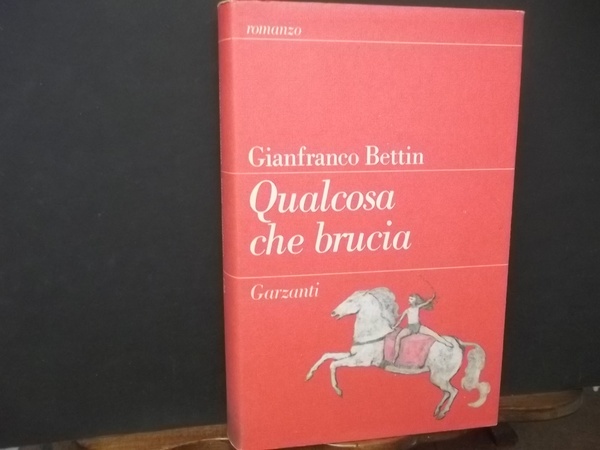 romanzo
Gianfranco Bettin
Qualcosa
che brucia
Garzanti